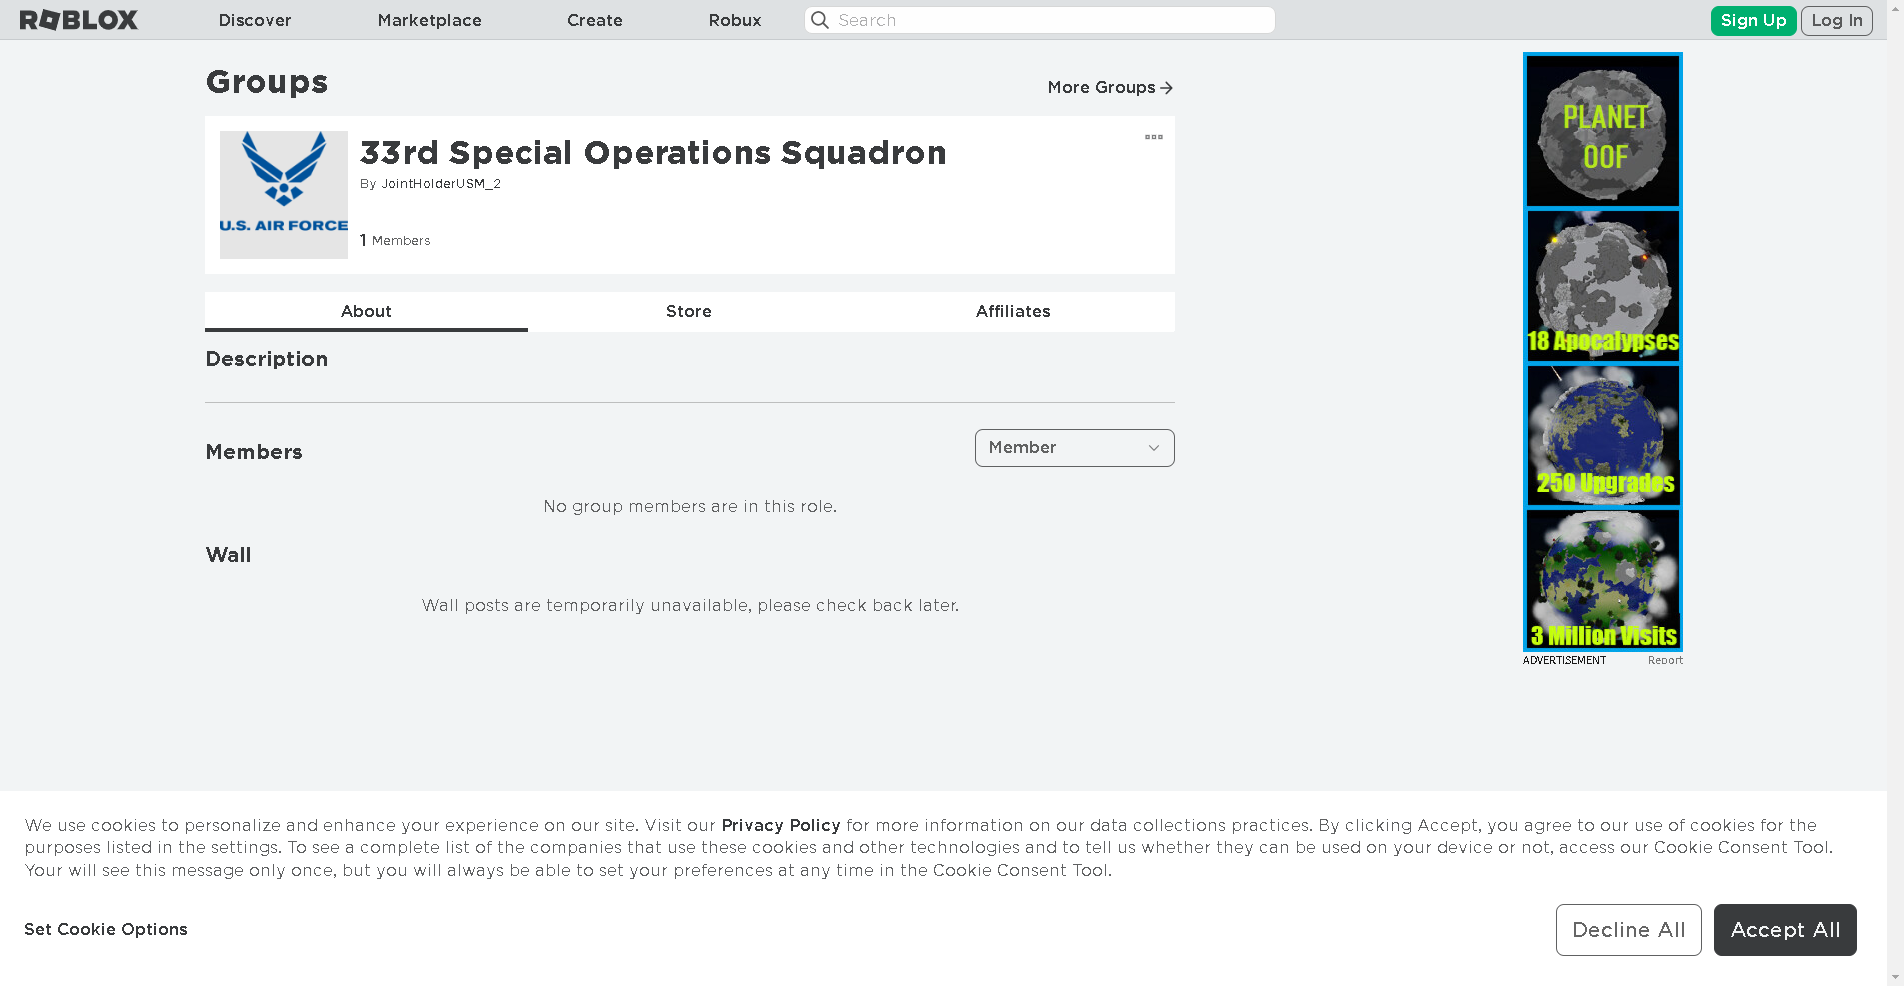 ROBLOX
Discover
Marketplace
Create
Robux
Search
Sign Up
Log In
Groups
More Groups
U.S. AIR FORCE
33rd Special Operations Squadron
By JointHolderUSM_2
1 Members
About
Store
Affiliates
Description
Members
Member
No group members are in this role.
Wall
Wall posts are temporarily unavailable, please check back later.
PLANET
OOF
18 Apocalypses
250 Upgrades
3 Million Visits
ADVERTISEMENT
Report
We use cookies to personalize and enhance your experience on our site. Visit our Privacy Policy for more information on our data collections practices. By clicking Accept, you agree to our use of cookies for the
purposes listed in the settings. To see a complete list of the companies that use these cookies and other technologies and to tell us whether they can be used on your device or not, access our Cookie Consent Tool.
Your will see this message only once, but you will always be able to set your preferences at any time in the Cookie Consent Tool.
Set Cookie Options
Decline All
Accept All